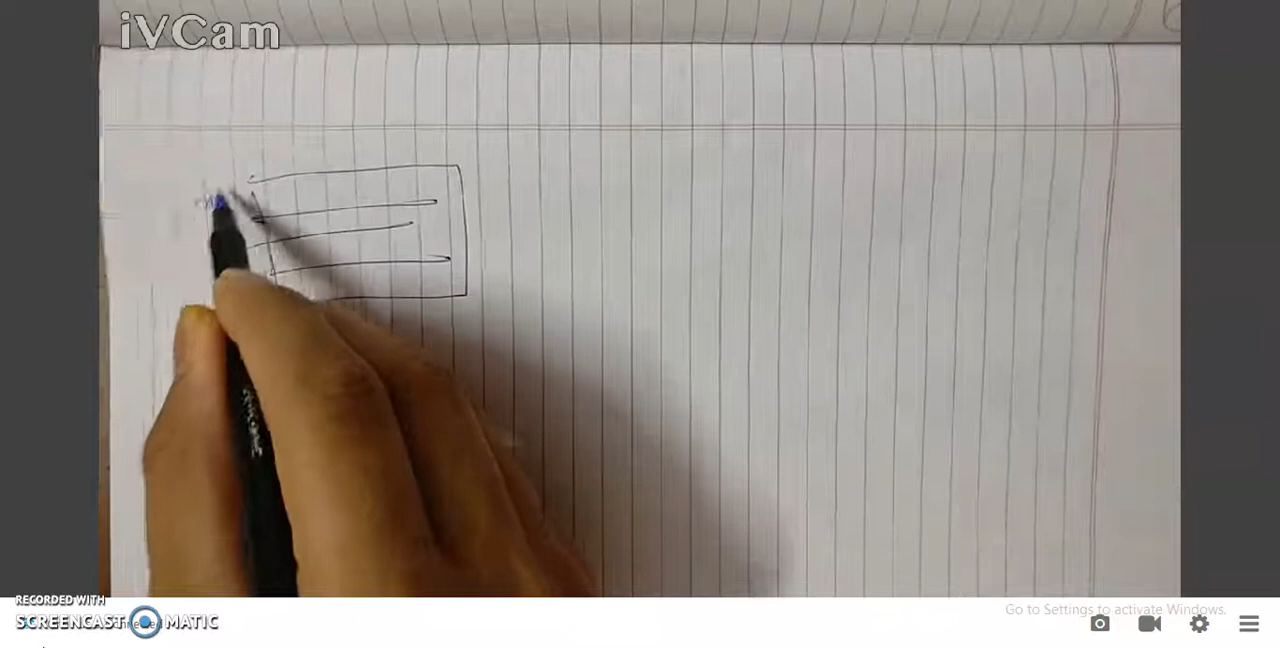 iVCam
RECORDED WITH
SCREENCAST MATIC
Go to Settings to activate Windows.